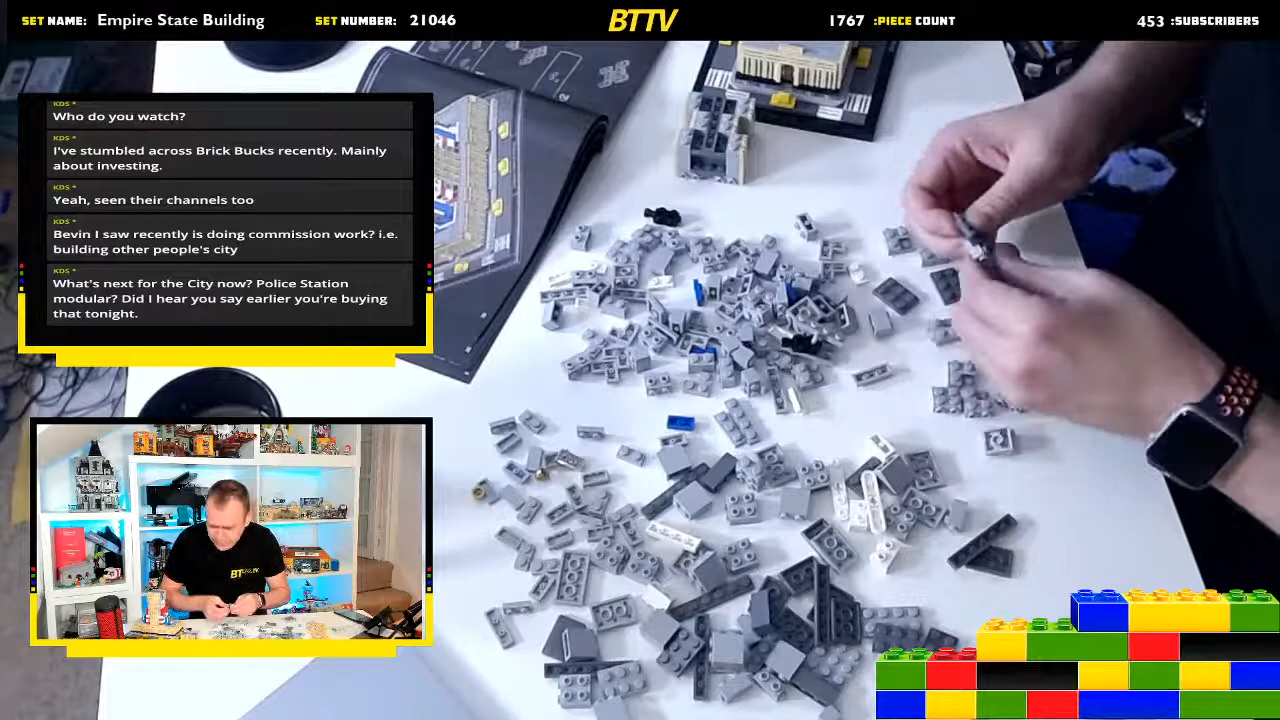 SET NAME: Empire State Building SET NUMBER: 21046 BTTV 1767 :PIECE COUNT 453 :SUBSCRIBERS
KDS *
Who do you watch?
KDS *
I've stumbled across Brick Bucks recently. Mainly
about investing.
KDS *
Yeah, seen their channels too
KDS *
Bevin I saw recently is doing commission work? i.e.
building other people's city
KDS *
What's next for the City now? Police Station
modular? Did I hear you say earlier you're buying
that tonight.